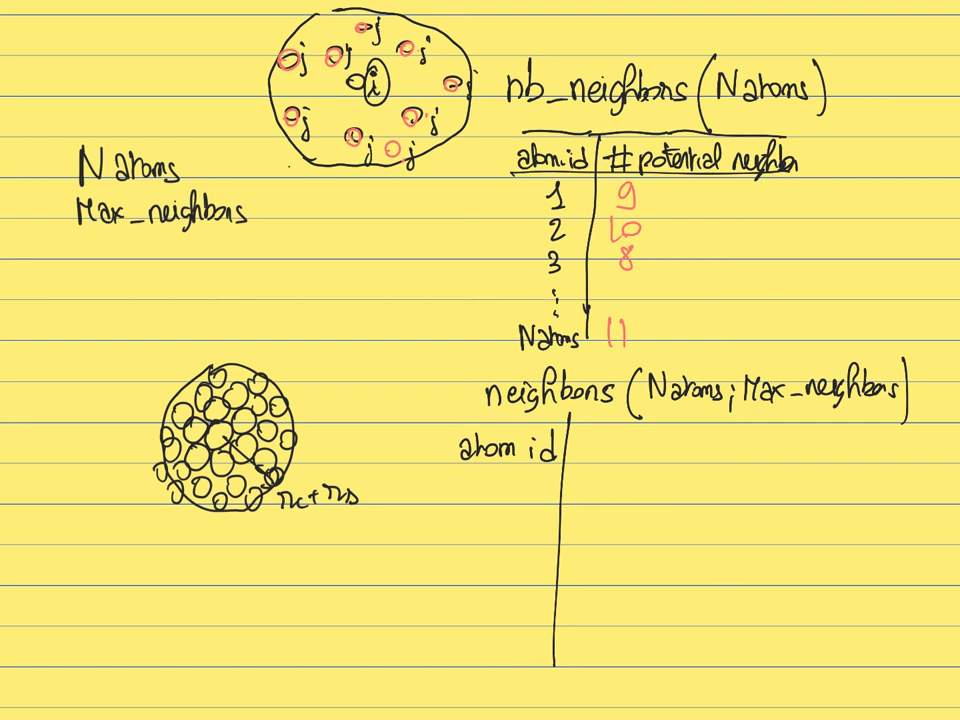 j
j j j
i
j
j j
j j
nb_neighbors (Natoms)
N atoms
Max_neighbors
atom id # potential neighbor
1 9
2 10
3 8
Natoms 11
neighbors (Natoms; Max_neighbors)
atom id
rc + rs